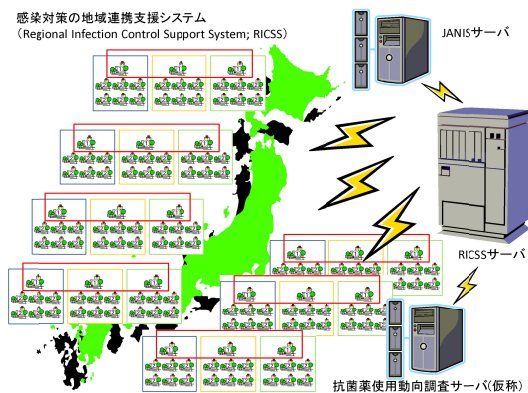 感染対策の地域連携支援システム
（Regional Infection Control Support System; RICSS）
JANISサーバ
RICSSサーバ
抗菌薬使用動向調査サーバ(仮称)